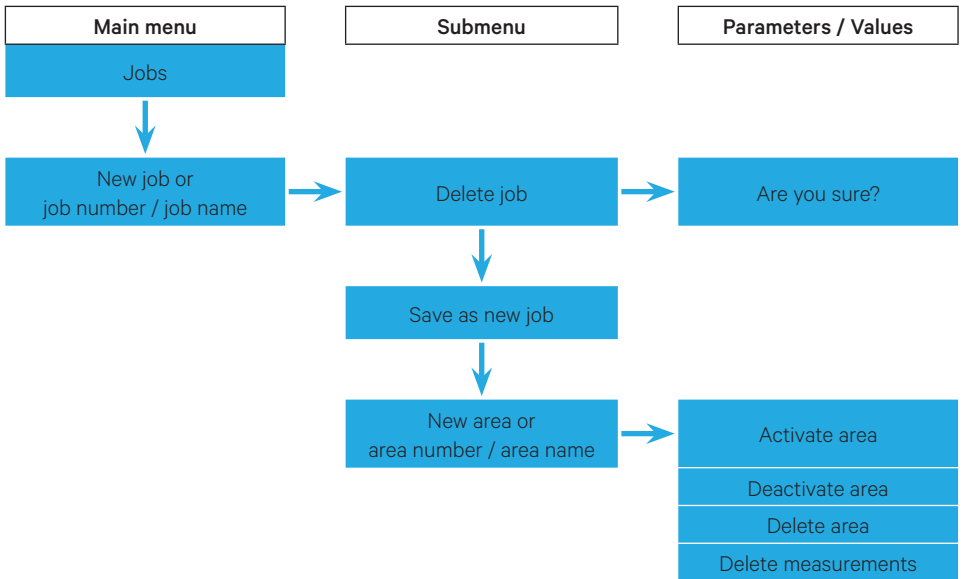 Main menu
Submenu
Parameters / Values
Jobs
New job or
job number / job name
Delete job
Are you sure?
Save as new job
New area or
area number / area name
Activate area
Deactivate area
Delete area
Delete measurements